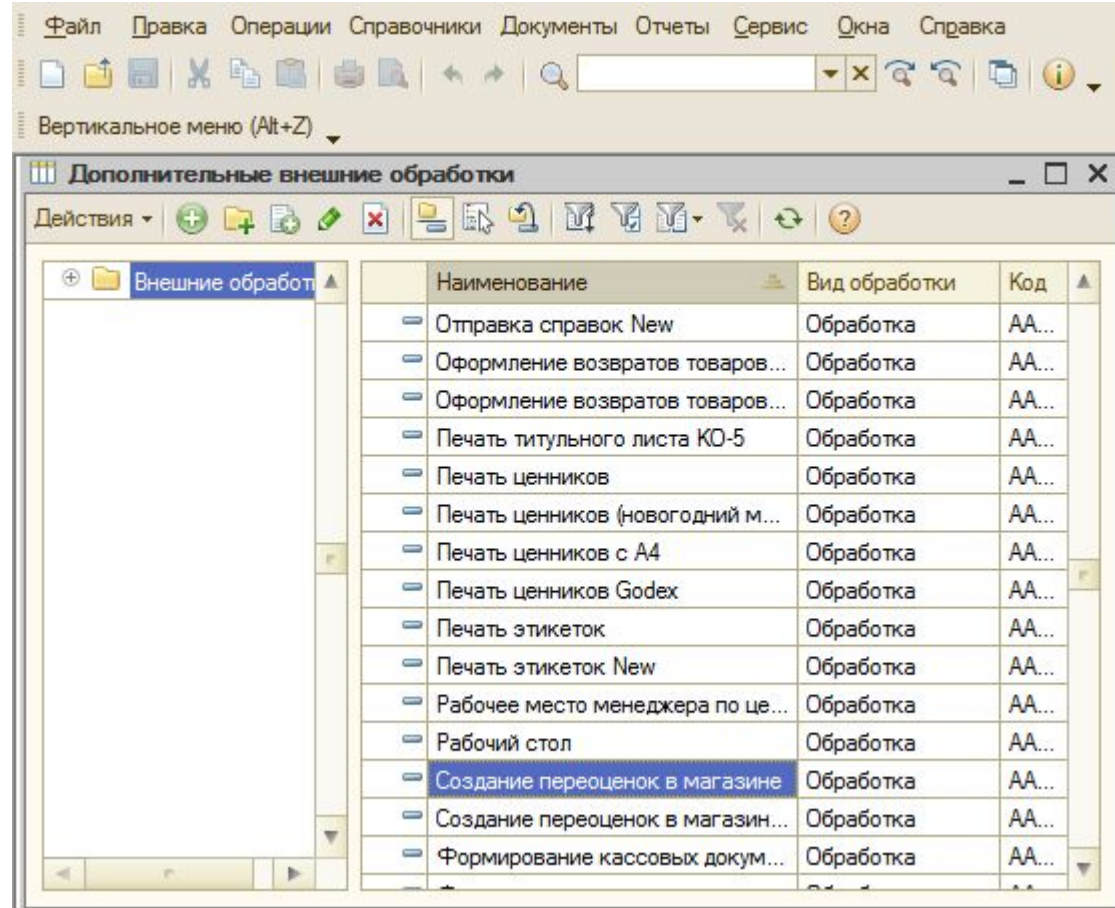 Файл Правка Операции Справочники Документы Отчеты Сервис Окна Справка
Вертикальное меню (Alt+Z)
Дополнительные внешние обработки
Действия
Внешние обработ
Наименование Вид обработки Код
Отправка справок New Обработка АА...
Оформление возвратов товаров... Обработка АА...
Оформление возвратов товаров... Обработка АА...
Печать титульного листа КО-5 Обработка АА...
Печать ценников Обработка АА...
Печать ценников (новогодний м... Обработка АА...
Печать ценников с А4 Обработка АА...
Печать ценников Godex Обработка АА...
Печать этикеток Обработка АА...
Печать этикеток New Обработка АА...
Рабочее место менеджера по це... Обработка АА...
Рабочий стол Обработка АА...
Создание переоценок в магазине Обработка АА...
Создание переоценок в магазин... Обработка АА...
Формирование кассовых докум... Обработка АА...